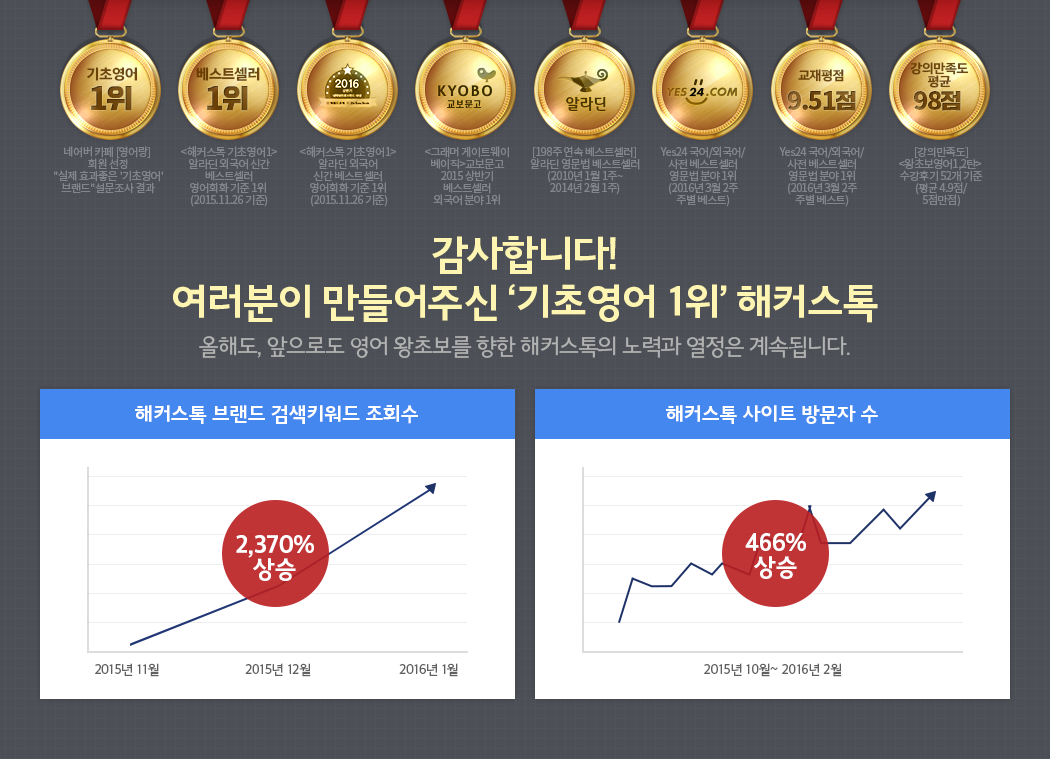 기초영어
1위
베스트셀러
1위
2016
상반기
KYOBO
교보문고
알라딘
YES24.COM
교재평점
9.51점
강의만족도
평균
98점
네이버 카페 [영어랑]
회원 선정
"실제 효과좋은 '기초영어'
브랜드"설문조사 결과
<해커스톡 기초영어1>
알라딘 외국어 신간
베스트셀러
영어회화 기준 1위
(2015.11.26 기준)
<해커스톡 기초영어1>
알라딘 외국어
신간 베스트셀러
영어회화 기준 1위
(2015.11.26 기준)
<그래머 게이트웨이
베이직>교보문고
2015 상반기
베스트셀러
외국어 분야 1위
[198주 연속 베스트셀러]
알라딘 영문법 베스트셀러
(2010년 1월 1주~
2014년 2월 1주)
Yes24 국어/외국어/
사전 베스트셀러
영문법 분야 1위
(2016년 3월 2주
주별 베스트)
Yes24 국어/외국어/
사전 베스트셀러
영문법 분야 1위
(2016년 3월 2주
주별 베스트)
[강의만족도]
<왕초보영어1,2탄>
수강후기 52개 기준
(평균 4.9점/
5점만점)
감사합니다!
여러분이 만들어주신 ‘기초영어 1위’ 해커스톡
올해도, 앞으로도 영어 왕초보를 향한 해커스톡의 노력과 열정은 계속됩니다.
해커스톡 브랜드 검색키워드 조회수
2,370%
상승
2015년 11월
2015년 12월
2016년 1월
해커스톡 사이트 방문자 수
466%
상승
2015년 10월~ 2016년 2월